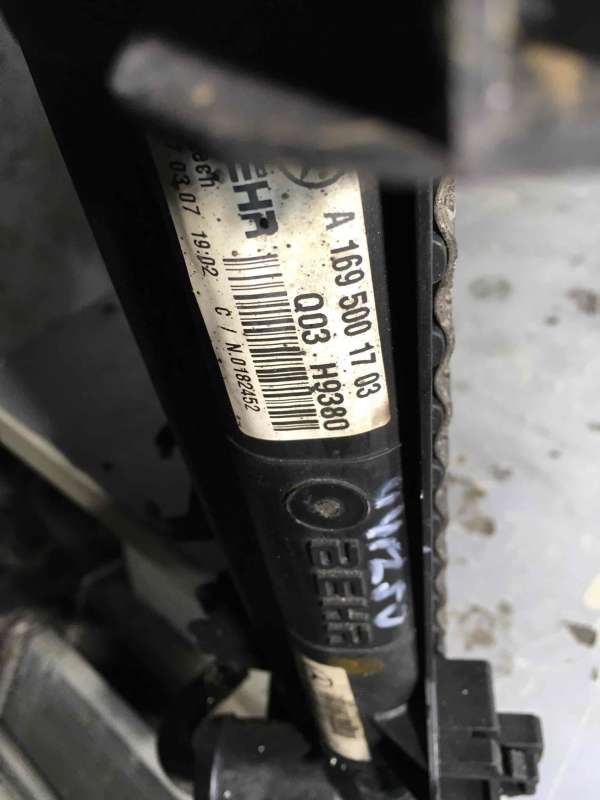 A 169 500 17 03
Q03 H9380
BEHR
03.07 19:02 C / N.0182452
BEHR